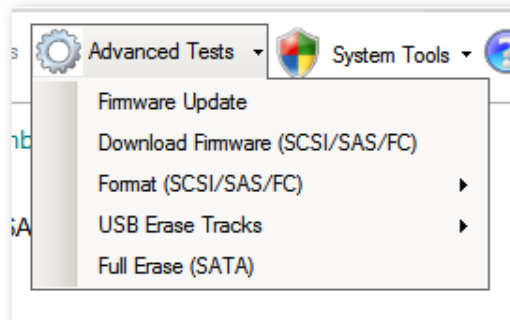 Advanced Tests
System Tools
Firmware Update
Download Firmware (SCSI/SAS/FC)
Format (SCSI/SAS/FC)
USB Erase Tracks
Full Erase (SATA)